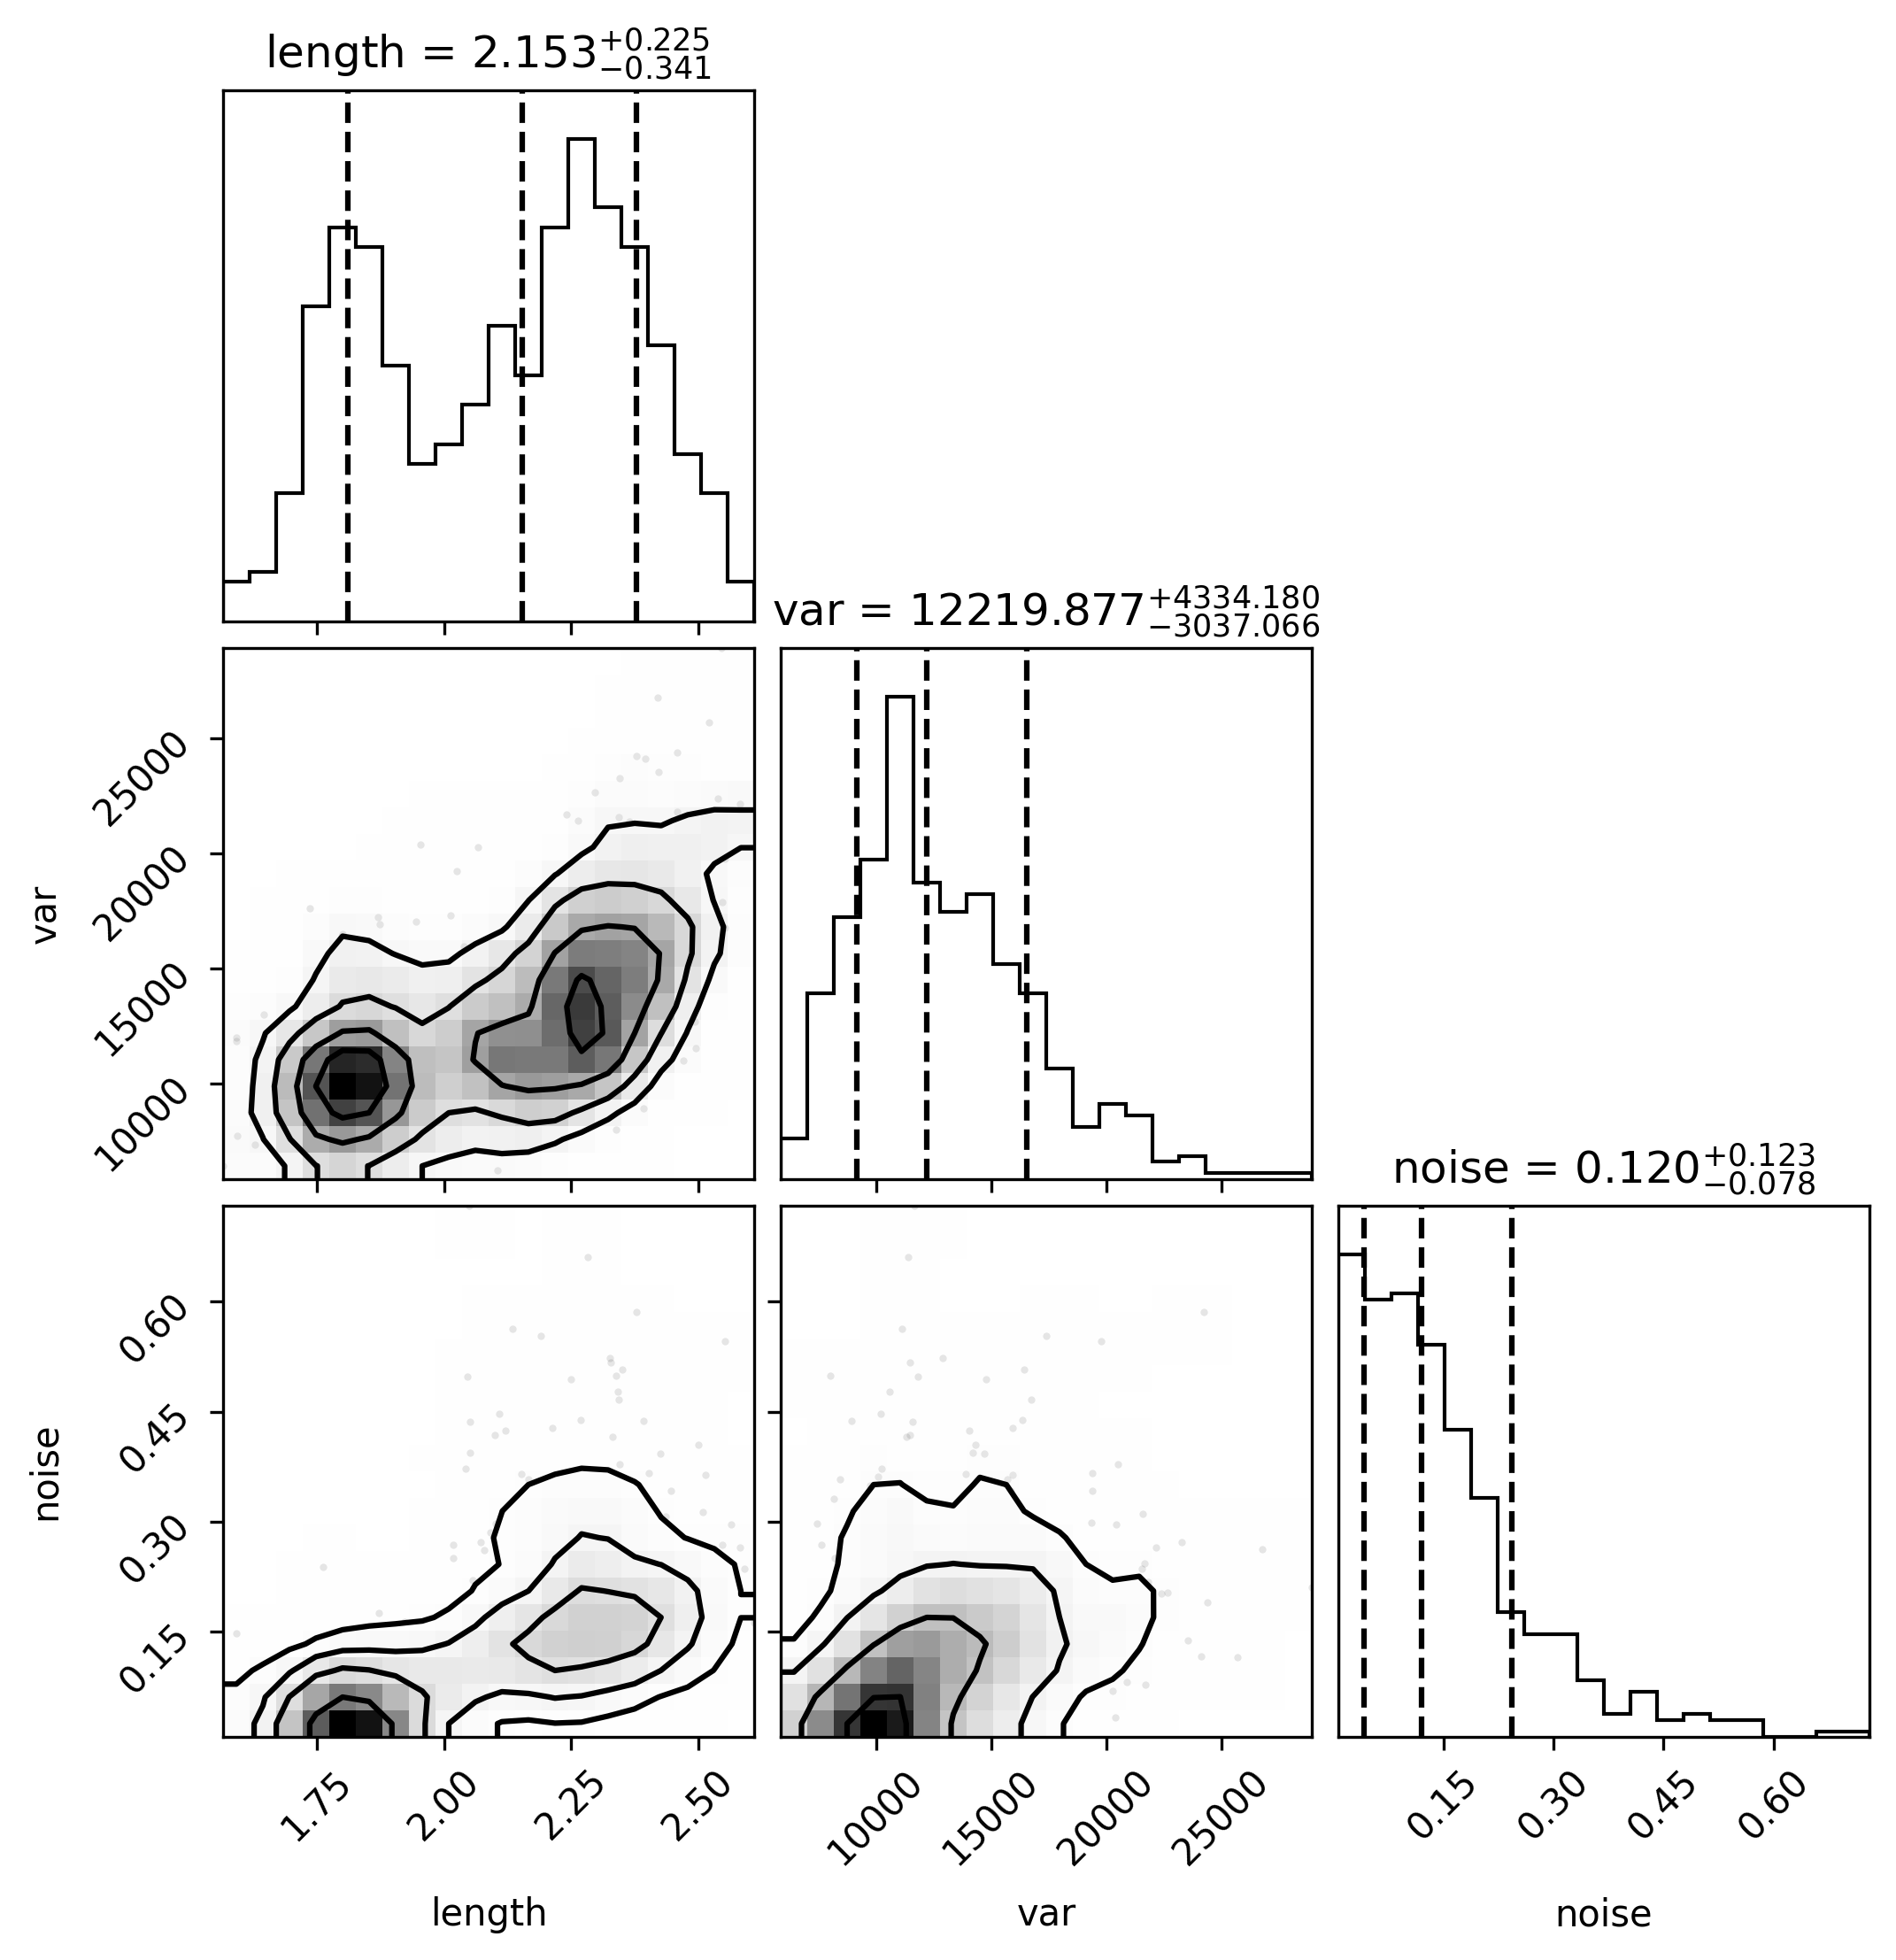 length = 2.153 +0.225 −0.341
var = 12219.877 +4334.180 −3037.066
25000
20000
15000
10000
var
noise = 0.120 +0.123 −0.078
0.60
0.45
0.30
0.15
noise
1.75 2.00 2.25 2.50 10000 15000 20000 25000 0.15 0.30 0.45 0.60
length var noise